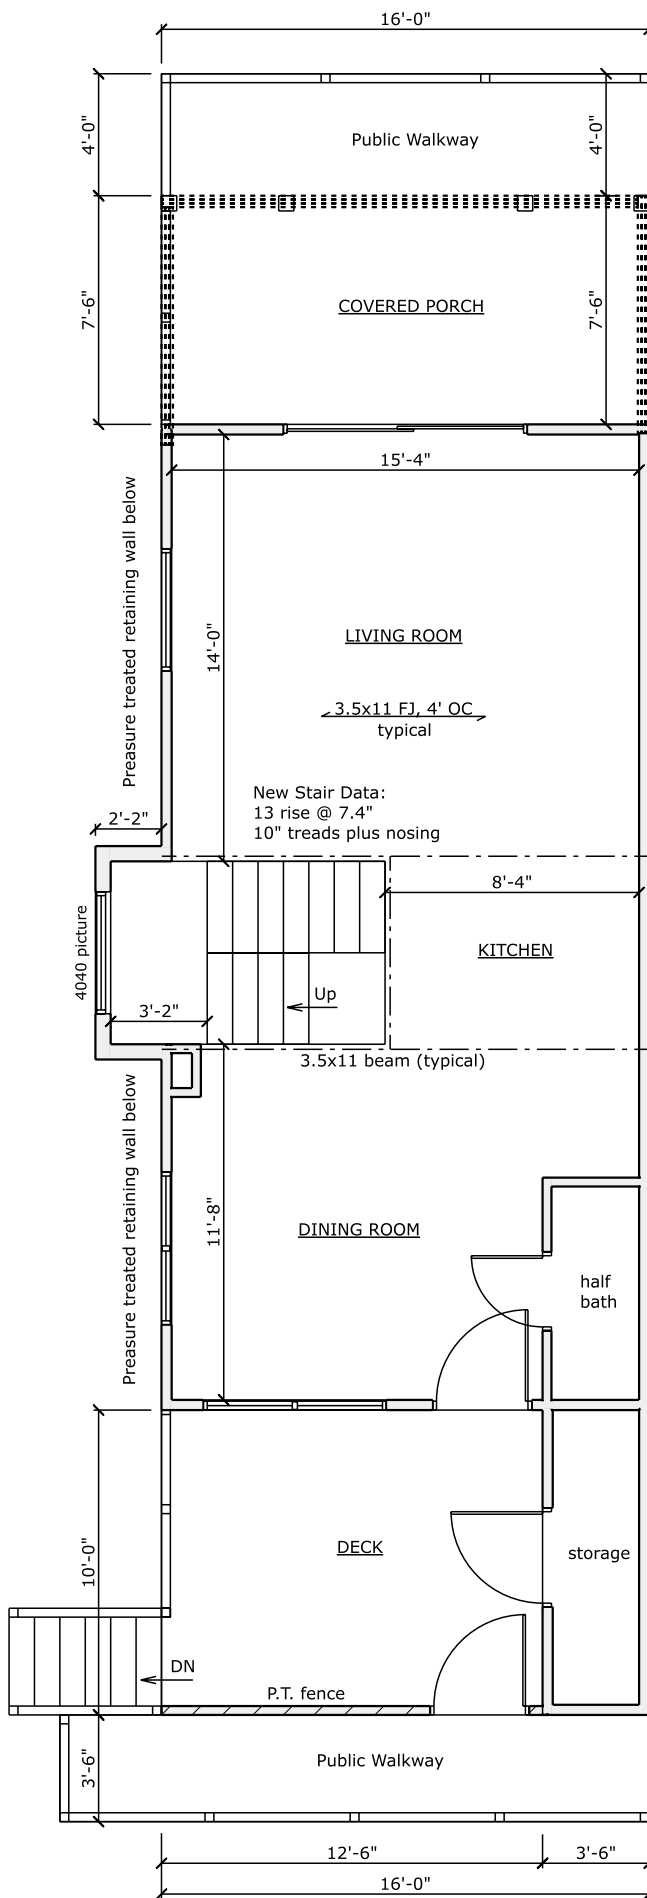 16'-0"
4'-0"
Public Walkway
4'-0"
7'-6"
COVERED PORCH
7'-6"
15'-4"
Preasure treated retaining wall below
14'-0"
LIVING ROOM
3.5x11 FJ, 4' OC
typical
New Stair Data:
13 rise @ 7.4"
10" treads plus nosing
2'-2"
8'-4"
4040 picture
KITCHEN
Up
3'-2"
3.5x11 beam (typical)
Preasure treated retaining wall below
11'-8"
DINING ROOM
half
bath
10'-0"
DECK
storage
DN
P.T. fence
3'-6"
Public Walkway
12'-6"
3'-6"
16'-0"